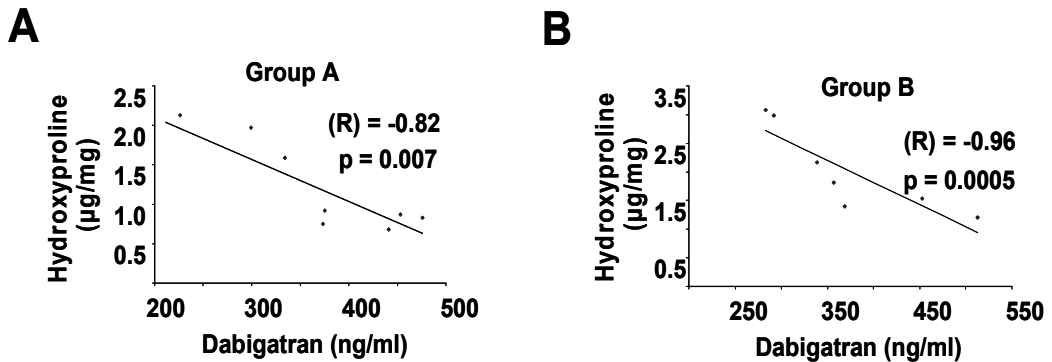 A
Group A
(R) = -0.82
p = 0.007
Hydroxyproline
(µg/mg)
2.5
2.0
1.5
1.0
0.5
200 300 400 500
Dabigatran (ng/ml)
B
Group B
(R) = -0.96
p = 0.0005
Hydroxyproline
(µg/mg)
3.5
2.5
1.5
0.5
250 350 450 550
Dabigatran (ng/ml)